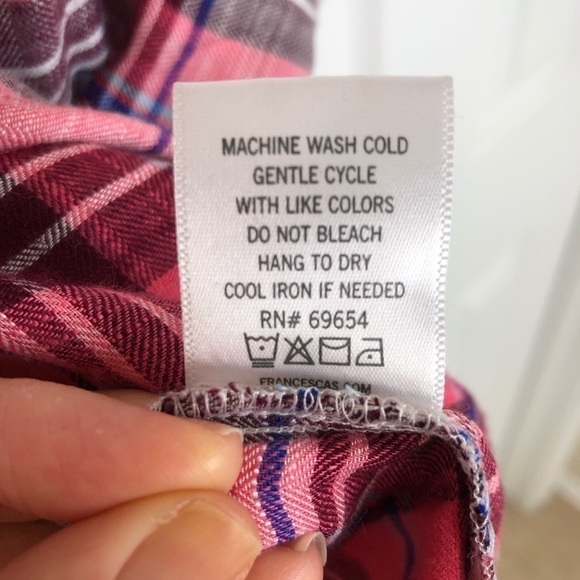 MACHINE WASH COLD
GENTLE CYCLE
WITH LIKE COLORS
DO NOT BLEACH
HANG TO DRY
COOL IRON IF NEEDED
RN# 69654
FRANCESCAS.COM